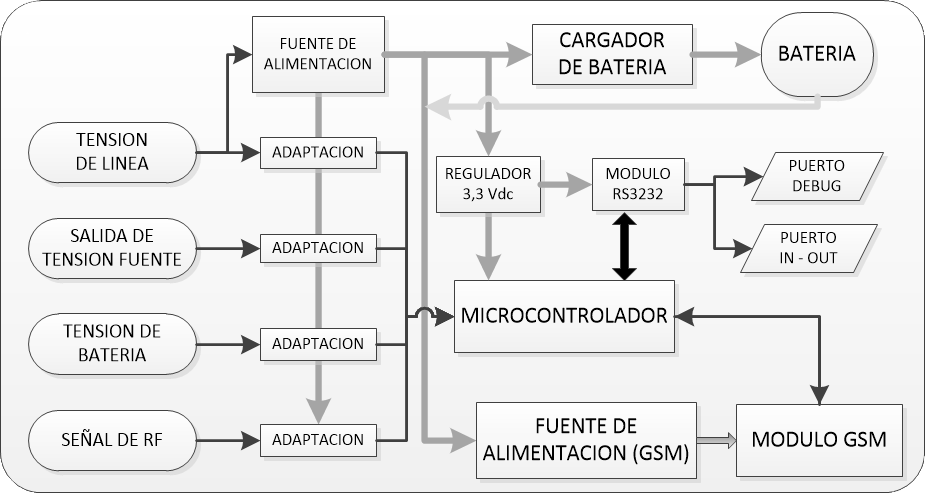 FUENTE DE
ALIMENTACION
CARGADOR
DE BATERIA
BATERIA
TENSION
DE LINEA
ADAPTACION
REGULADOR
3,3 Vdc
MODULO
RS3232
PUERTO
DEBUG
SALIDA DE
TENSION FUENTE
ADAPTACION
PUERTO
IN - OUT
TENSION DE
BATERIA
ADAPTACION
MICROCONTROLADOR
SEÑAL DE RF
ADAPTACION
FUENTE DE
ALIMENTACION (GSM)
MODULO GSM